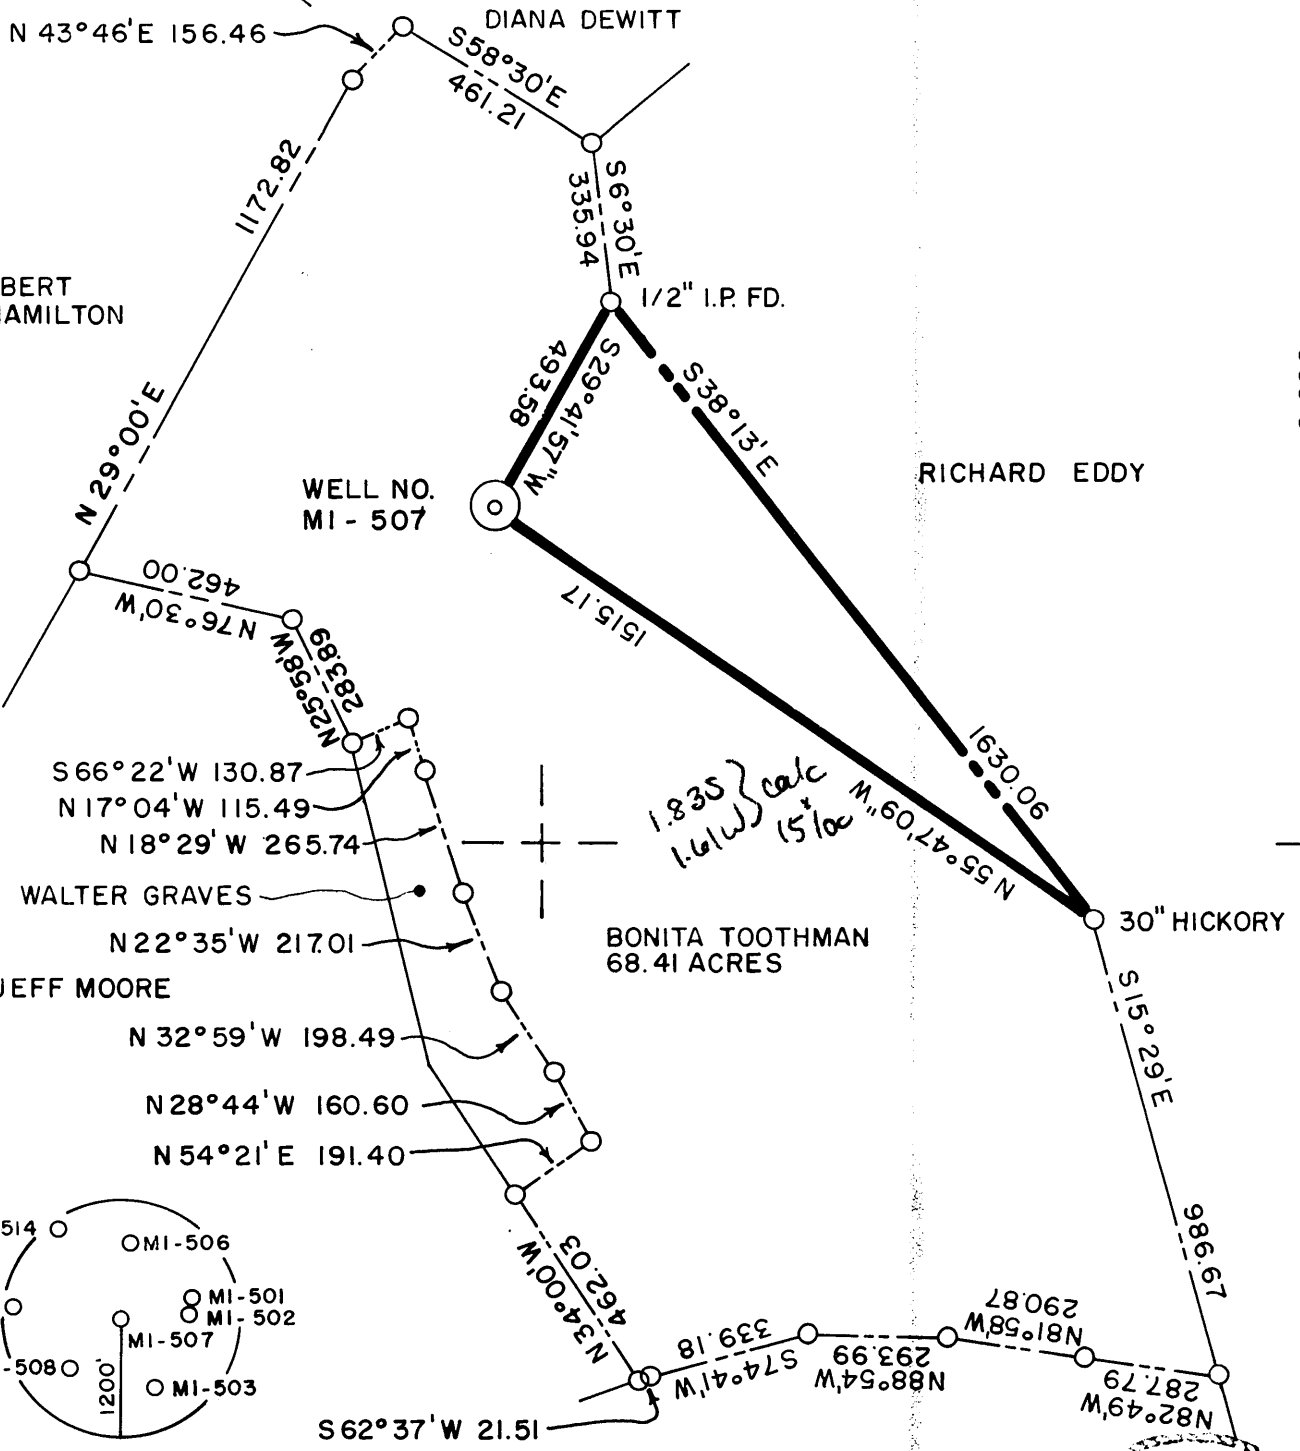 N 43°46'E 156.46
DIANA DEWITT
S58°30'E
461.21
1172.82
S6°30'E
335.94
BERT
HAMILTON
1/2" I.P. FD.
N 29°00'E
493.58
S29°41'57"W
S38°13'E
RICHARD EDDY
WELL NO.
MI - 507
462.00
N76°30'W
1515.17
283.89
N25°58'W
S66°22'W 130.87
N17°04'W 115.49
N18°29'W 265.74
WALTER GRAVES
N22°35'W 217.01
JEFF MOORE
1.83S } calc
1.61W
15' loc
N 55°47'09"W
30" HICKORY
BONITA TOOTHMAN
68.41 ACRES
N 32°59'W 198.49
N28°44'W 160.60
N 54°21'E 191.40
S15°29'E
986.67
N34°00'W
462.03
514
MI-506
MI-501
MI-502
MI-507
-508
MI-503
1200'
S62°37'W 21.51
339.18
S74°41'W
293.99
N88°54'W
290.87
N81°58'W
287.79
N82°49'W